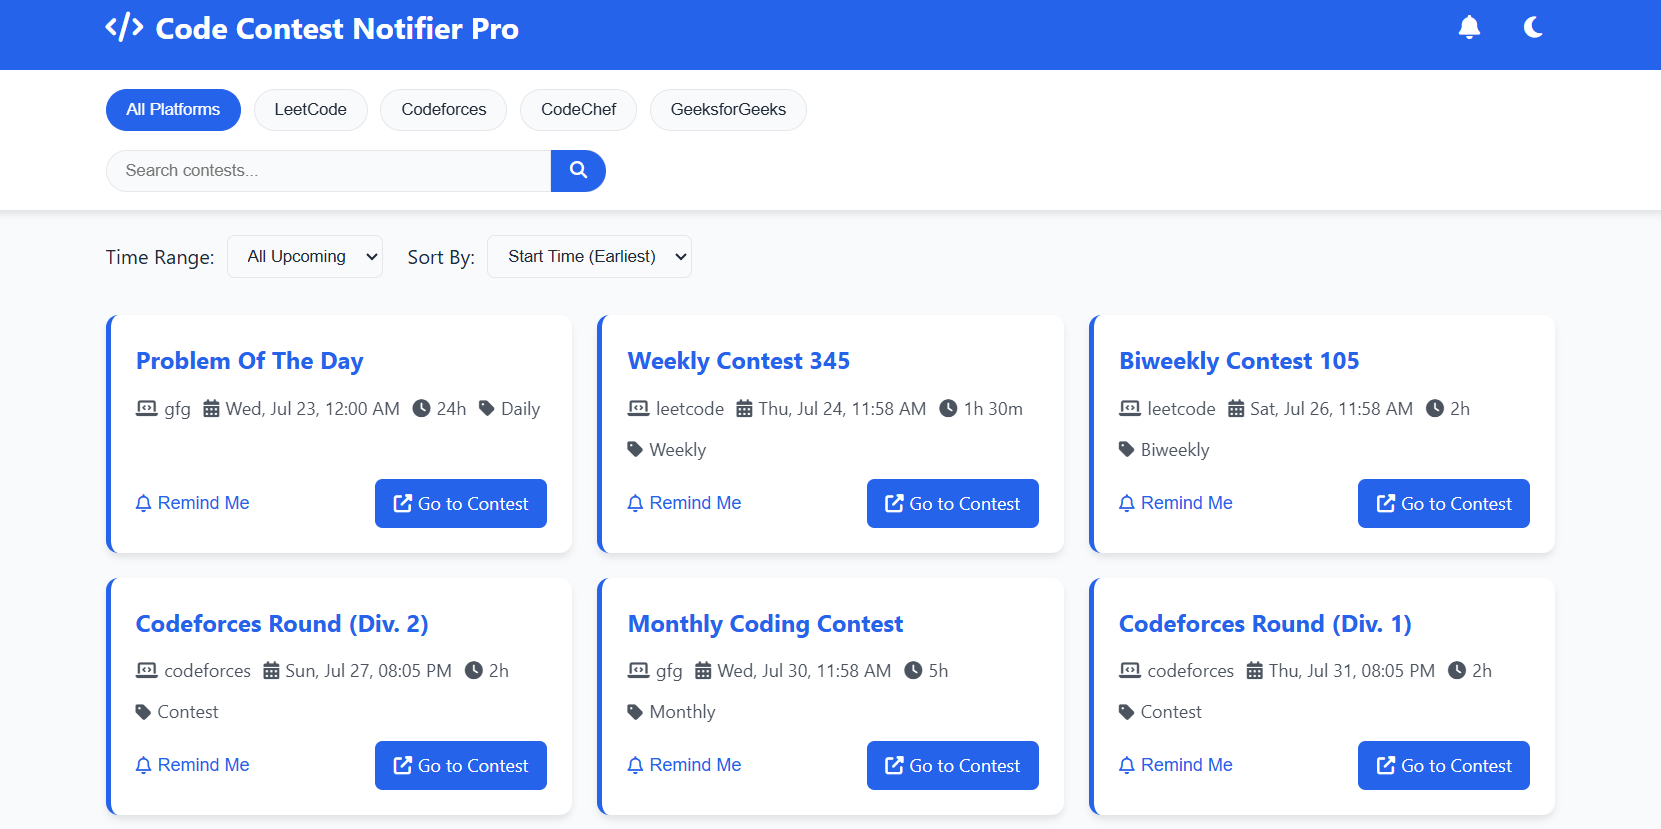 Code Contest Notifier Pro
All Platforms LeetCode Codeforces CodeChef GeeksforGeeks
Search contests...
Time Range: All Upcoming Sort By: Start Time (Earliest)
Problem Of The Day
gfg Wed, Jul 23, 12:00 AM 24h Daily
Remind Me Go to Contest
Weekly Contest 345
leetcode Thu, Jul 24, 11:58 AM 1h 30m
Weekly
Remind Me Go to Contest
Biweekly Contest 105
leetcode Sat, Jul 26, 11:58 AM 2h
Biweekly
Remind Me Go to Contest
Codeforces Round (Div. 2)
codeforces Sun, Jul 27, 08:05 PM 2h
Contest
Remind Me Go to Contest
Monthly Coding Contest
gfg Wed, Jul 30, 11:58 AM 5h
Monthly
Remind Me Go to Contest
Codeforces Round (Div. 1)
codeforces Thu, Jul 31, 08:05 PM 2h
Contest
Remind Me Go to Contest